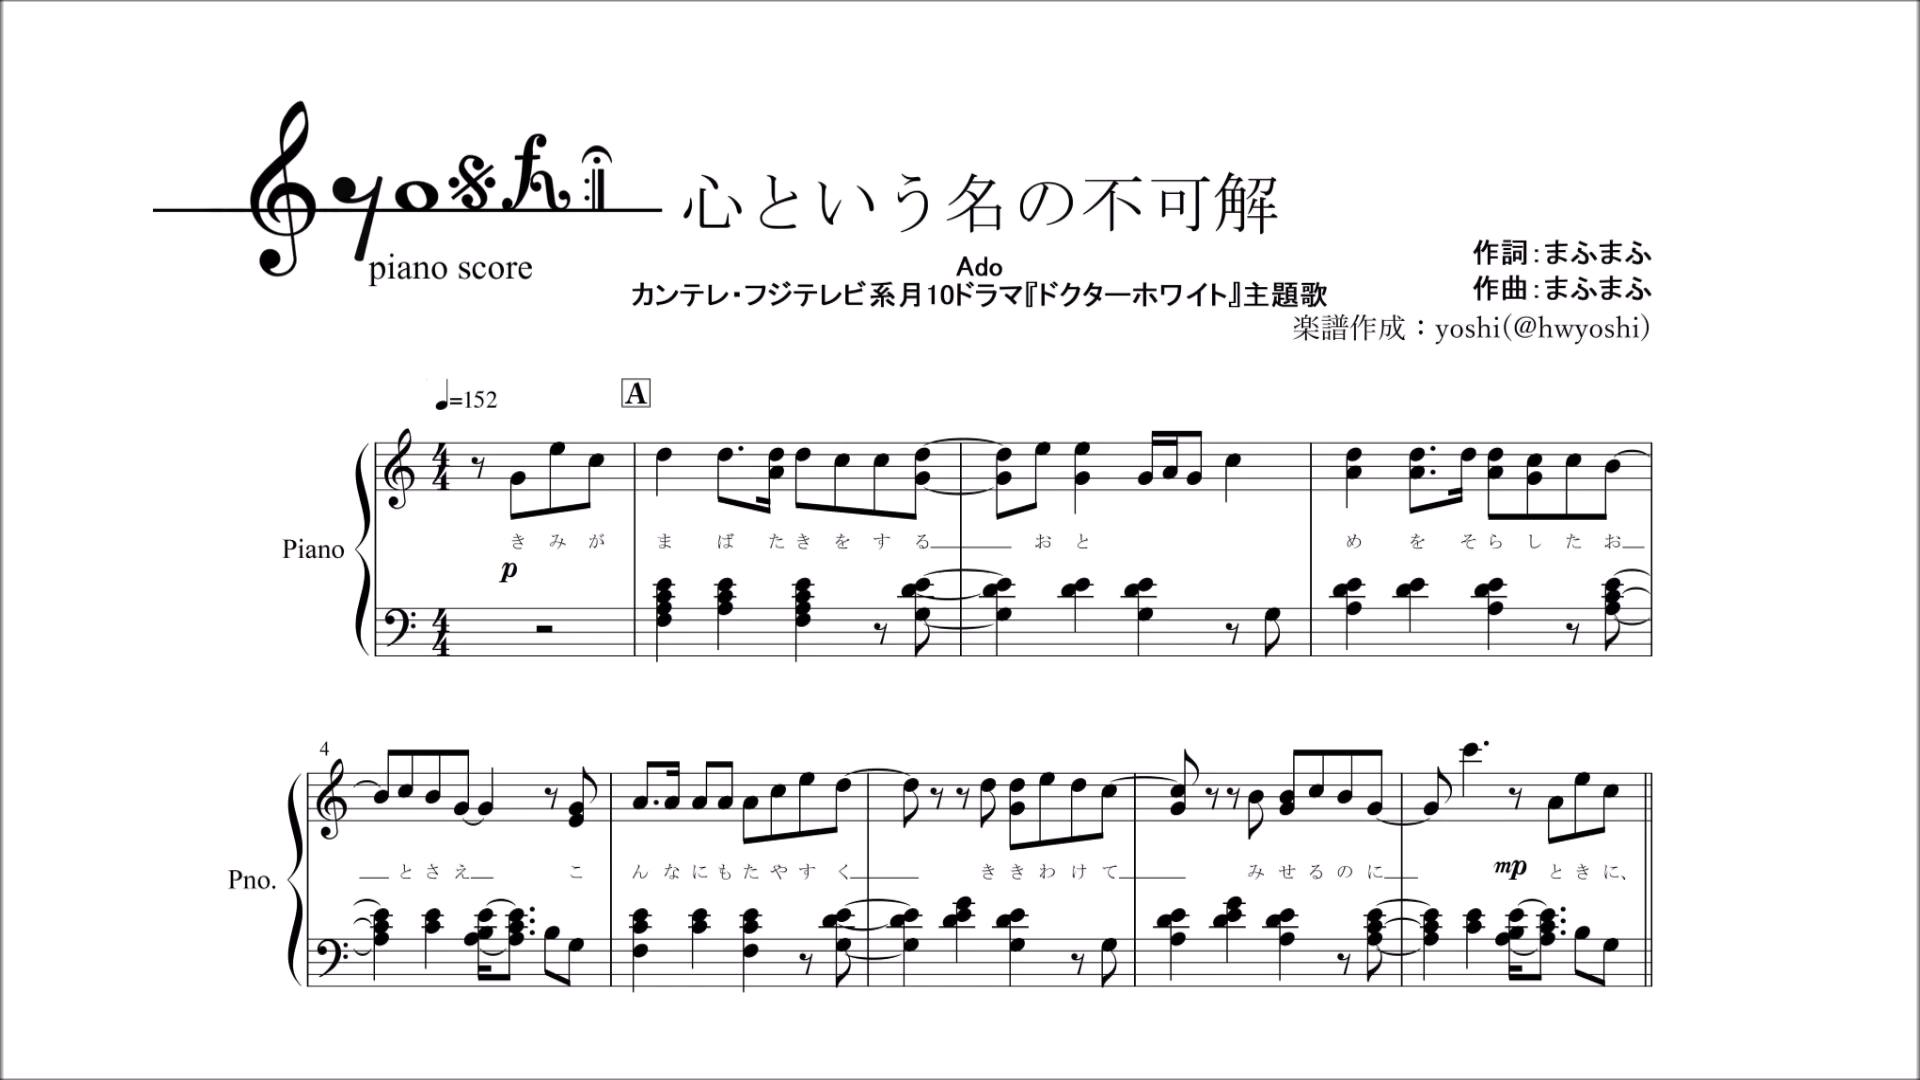 yoshi
心という名の不可解
piano score
Ado
作詞：まふまふ
カンテレ・フジテレビ系月10ドラマ『ドクターホワイト』主題歌
作曲：まふまふ
楽譜作成：yoshi(@hwyoshi)
♩=152
A
4 4
Piano
きみが まばたきをする おと めをそらしたお
p
4 4
4
Pno.
とさえ こんなにもたやすく ききわけて みせるのに ときに、
mp